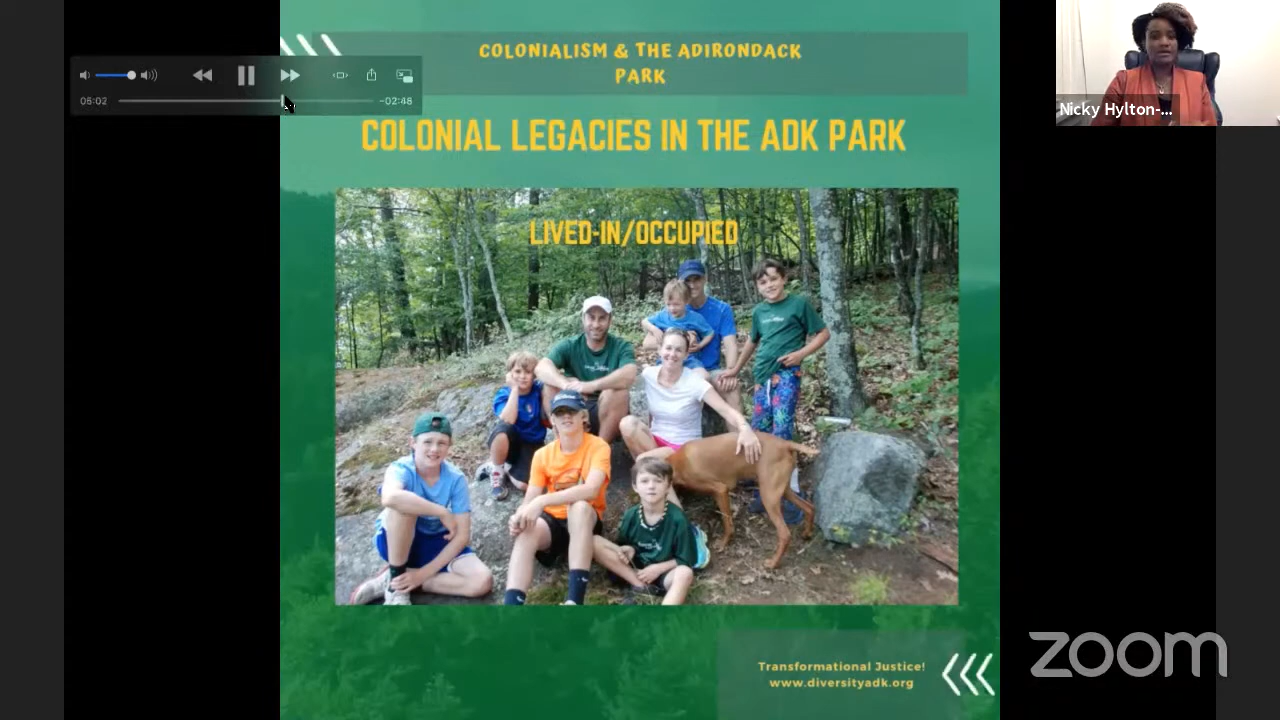 COLONIALISM & THE ADIRONDACK
PARK
05:02
-02:48
Nicky Hylton-...
COLONIAL LEGACIES IN THE ADK PARK
LIVED-IN/OCCUPIED
zoom
Transformational Justice!
www.diversityadk.org